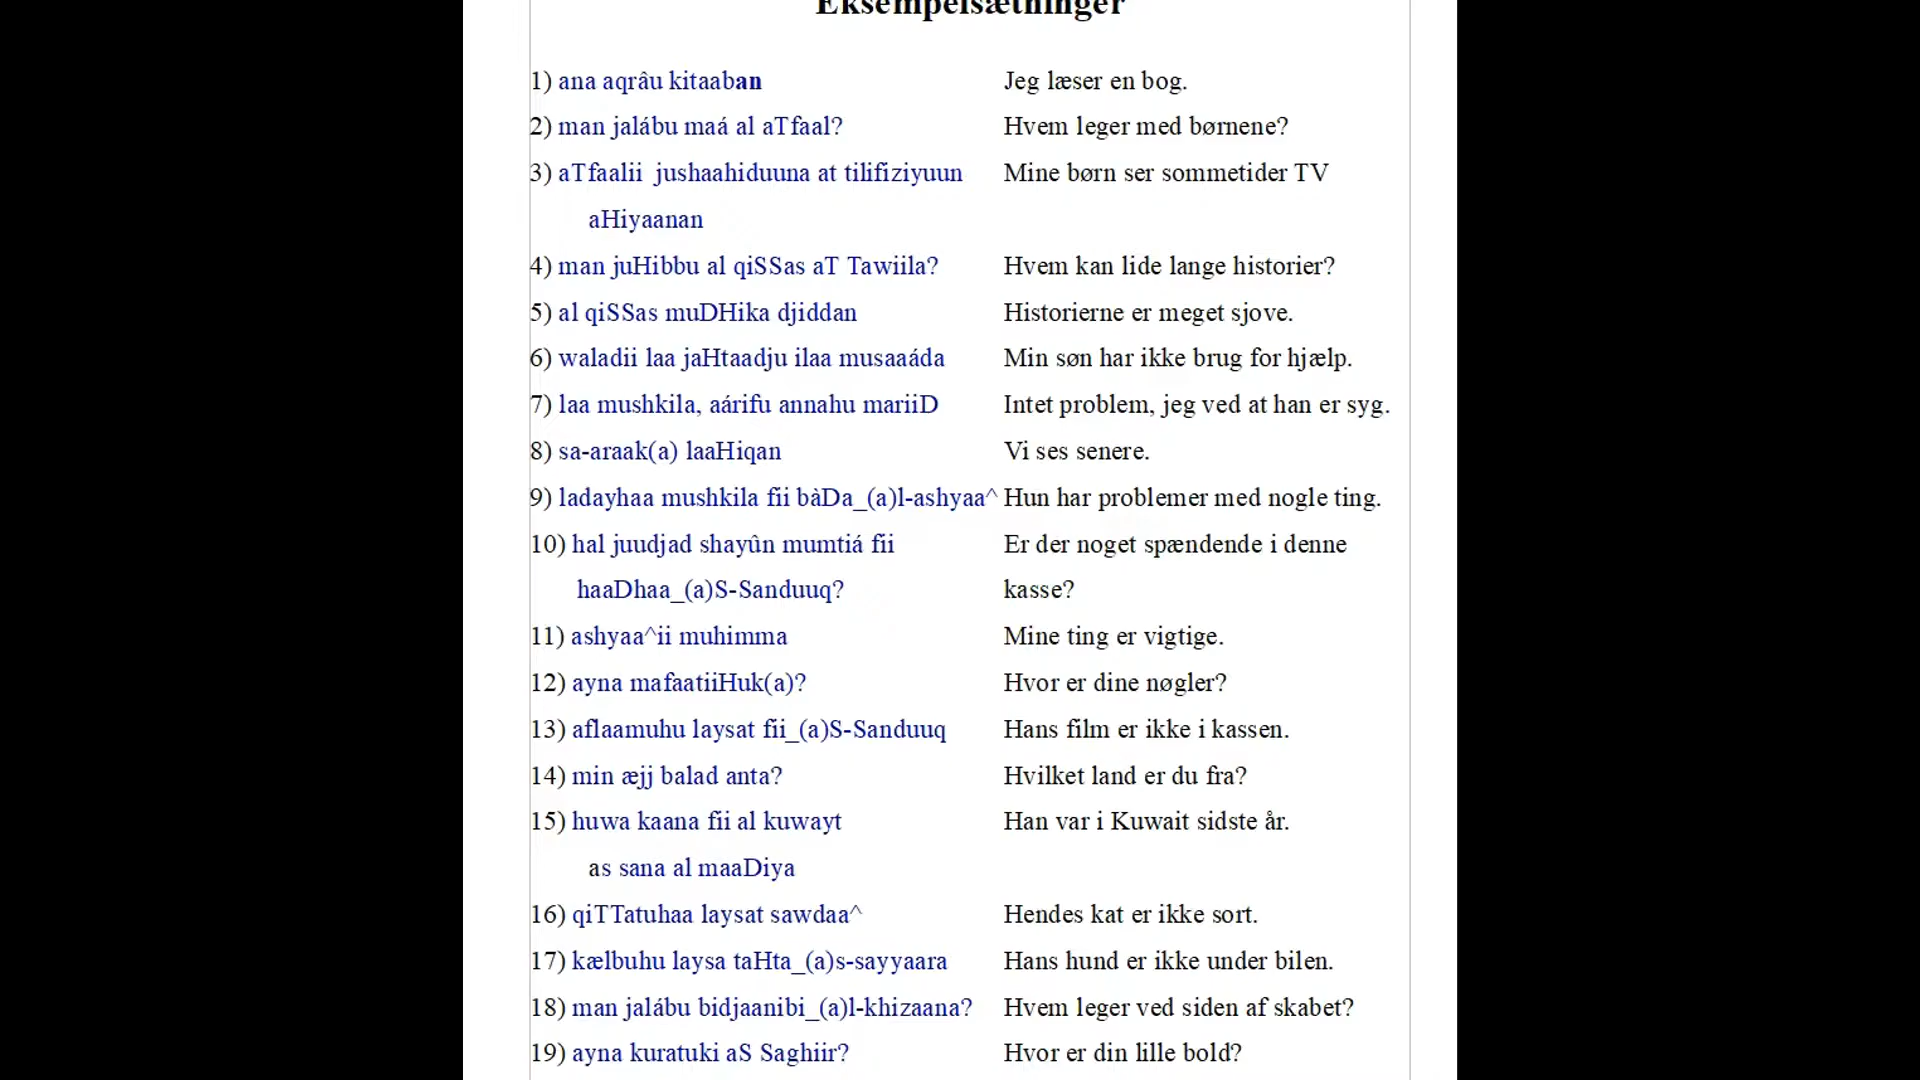 Eksempelsætninger
1) ana aqrâu kitaaban Jeg læser en bog.
2) man jalábu maá al aTfaal? Hvem leger med børnene?
3) aTfaalii jushaahiduuna at tilifiziyuun Mine børn ser sommetider TV
aHiyaanan
4) man juHibbu al qiSSas aT Tawiila? Hvem kan lide lange historier?
5) al qiSSas muDHika djiddan Historierne er meget sjove.
6) waladii laa jaHtaadju ilaa musaaáda Min søn har ikke brug for hjælp.
7) laa mushkila, aárifu annahu mariiD Intet problem, jeg ved at han er syg.
8) sa-araak(a) laaHiqan Vi ses senere.
9) ladayhaa mushkila fii bàDa_(a)l-ashyaa^ Hun har problemer med nogle ting.
10) hal juudjad shayûn mumtiá fii Er der noget spændende i denne
haaDhaa_(a)S-Sanduuq? kasse?
11) ashyaa^ii muhimma Mine ting er vigtige.
12) ayna mafaatiiHuk(a)? Hvor er dine nøgler?
13) aflaamuhu laysat fii_(a)S-Sanduuq Hans film er ikke i kassen.
14) min æjj balad anta? Hvilket land er du fra?
15) huwa kaana fii al kuwayt Han var i Kuwait sidste år.
as sana al maaDiya
16) qiTTatuhaa laysat sawdaa^ Hendes kat er ikke sort.
17) kælbuhu laysa taHta_(a)s-sayyaara Hans hund er ikke under bilen.
18) man jalábu bidjaanibi_(a)l-khizaana? Hvem leger ved siden af skabet?
19) ayna kuratuki aS Saghiir? Hvor er din lille bold?